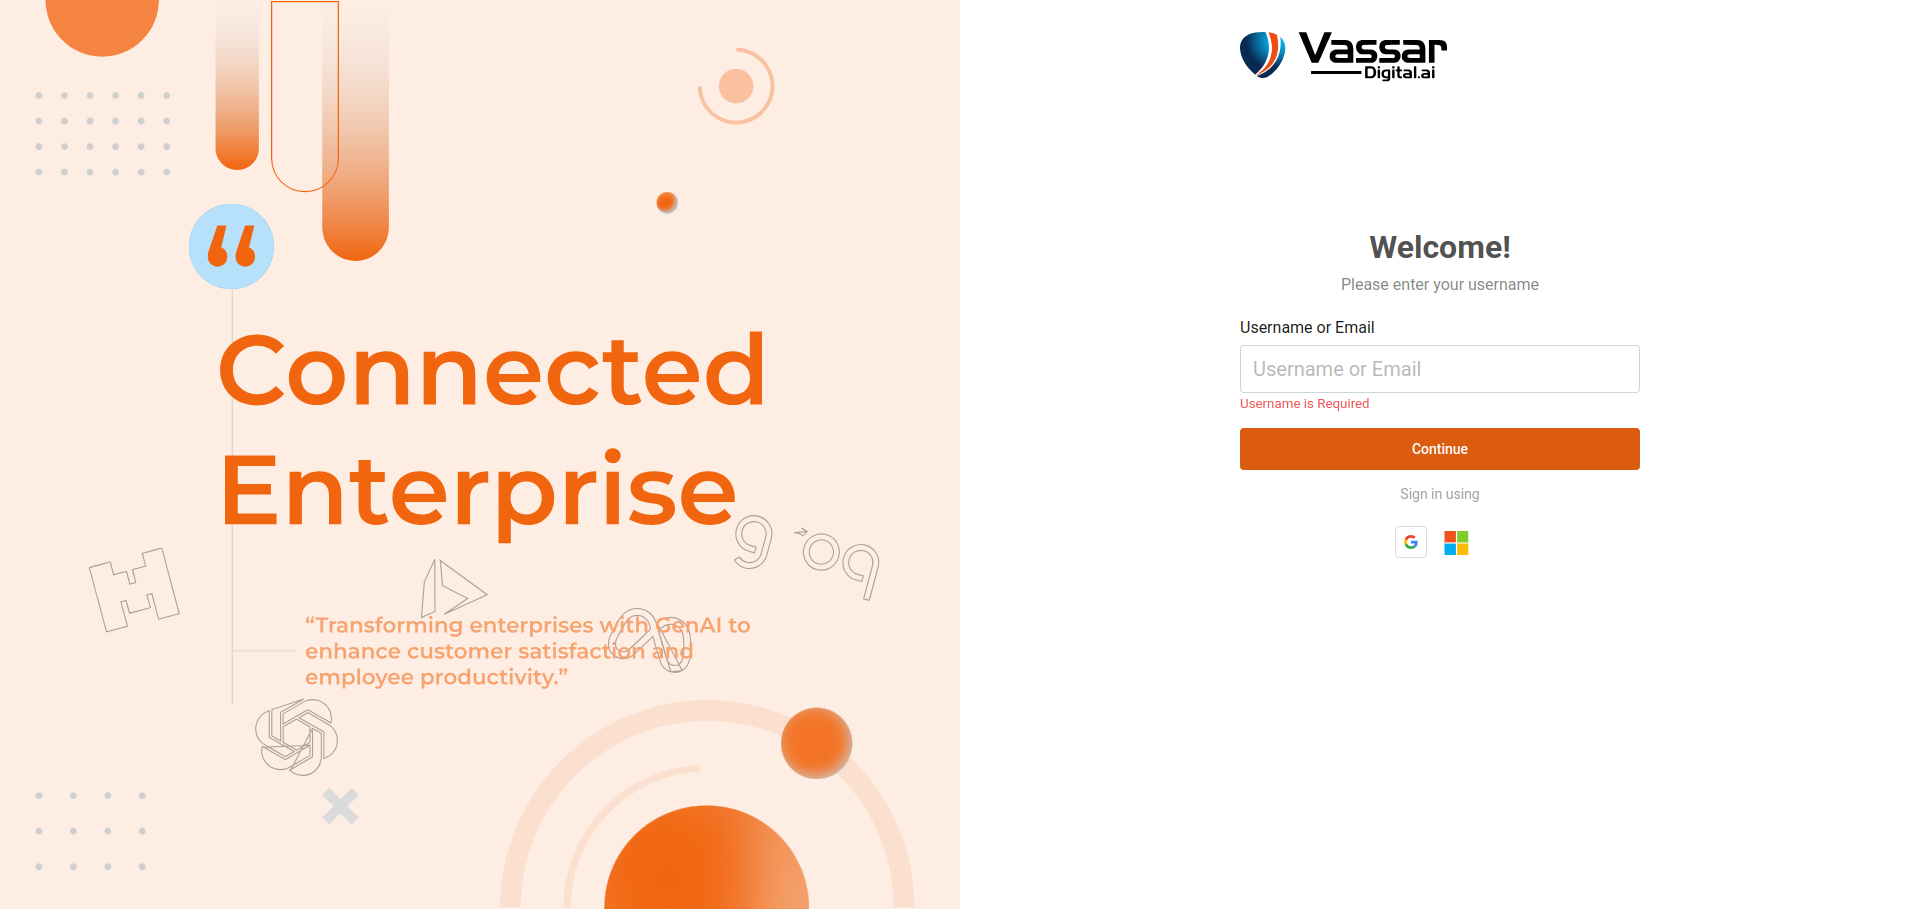 Connected
Enterprise
“Transforming enterprises with GenAI to
enhance customer satisfaction and
employee productivity.”
Vassar
Digital.ai
Welcome!
Please enter your username
Username or Email
Username or Email
Username is Required
Continue
Sign in using